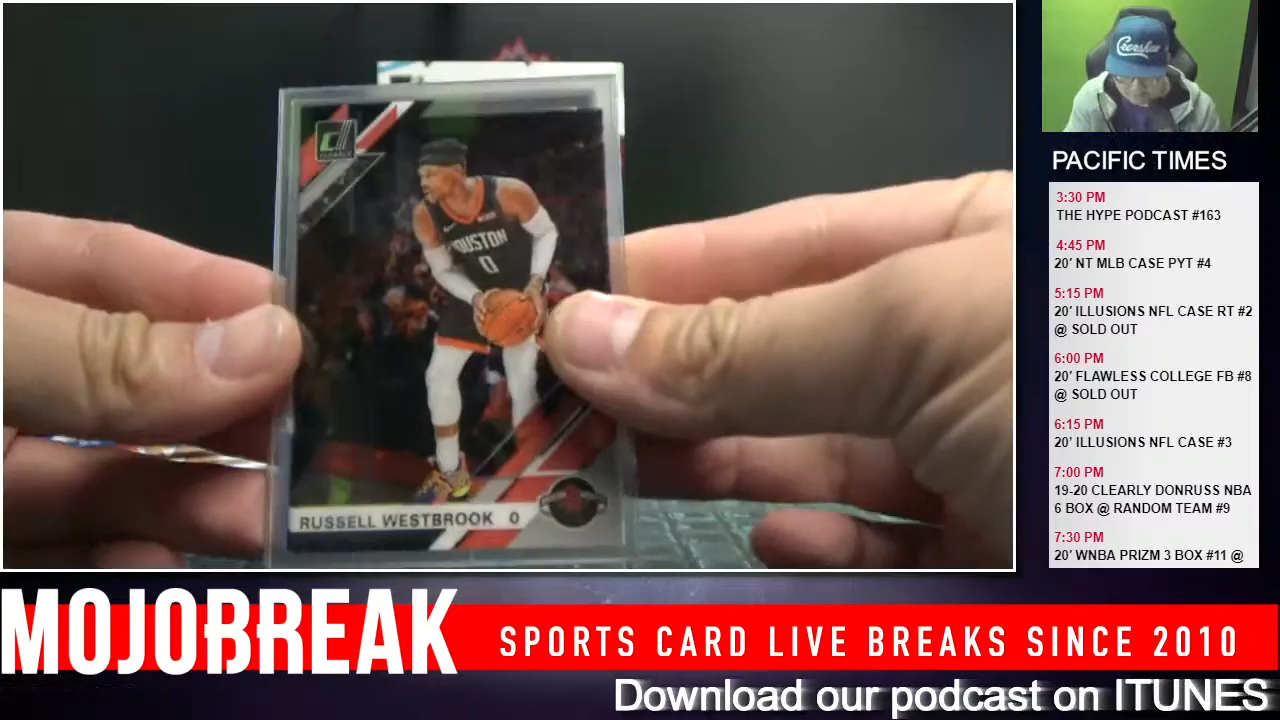 HOUSTON
0
RUSSELL WESTBROOK 0
Crenshaw
PACIFIC TIMES
3:30 PM
THE HYPE PODCAST #163
4:45 PM
20' NT MLB CASE PYT #4
5:15 PM
20' ILLUSIONS NFL CASE RT #2
@ SOLD OUT
6:00 PM
20' FLAWLESS COLLEGE FB #8
@ SOLD OUT
6:15 PM
20' ILLUSIONS NFL CASE #3
7:00 PM
19-20 CLEARLY DONRUSS NBA
6 BOX @ RANDOM TEAM #9
7:30 PM
20' WNBA PRIZM 3 BOX #11 @
MOJOBREAK
SPORTS CARD LIVE BREAKS SINCE 2010
Download our podcast on ITUNES